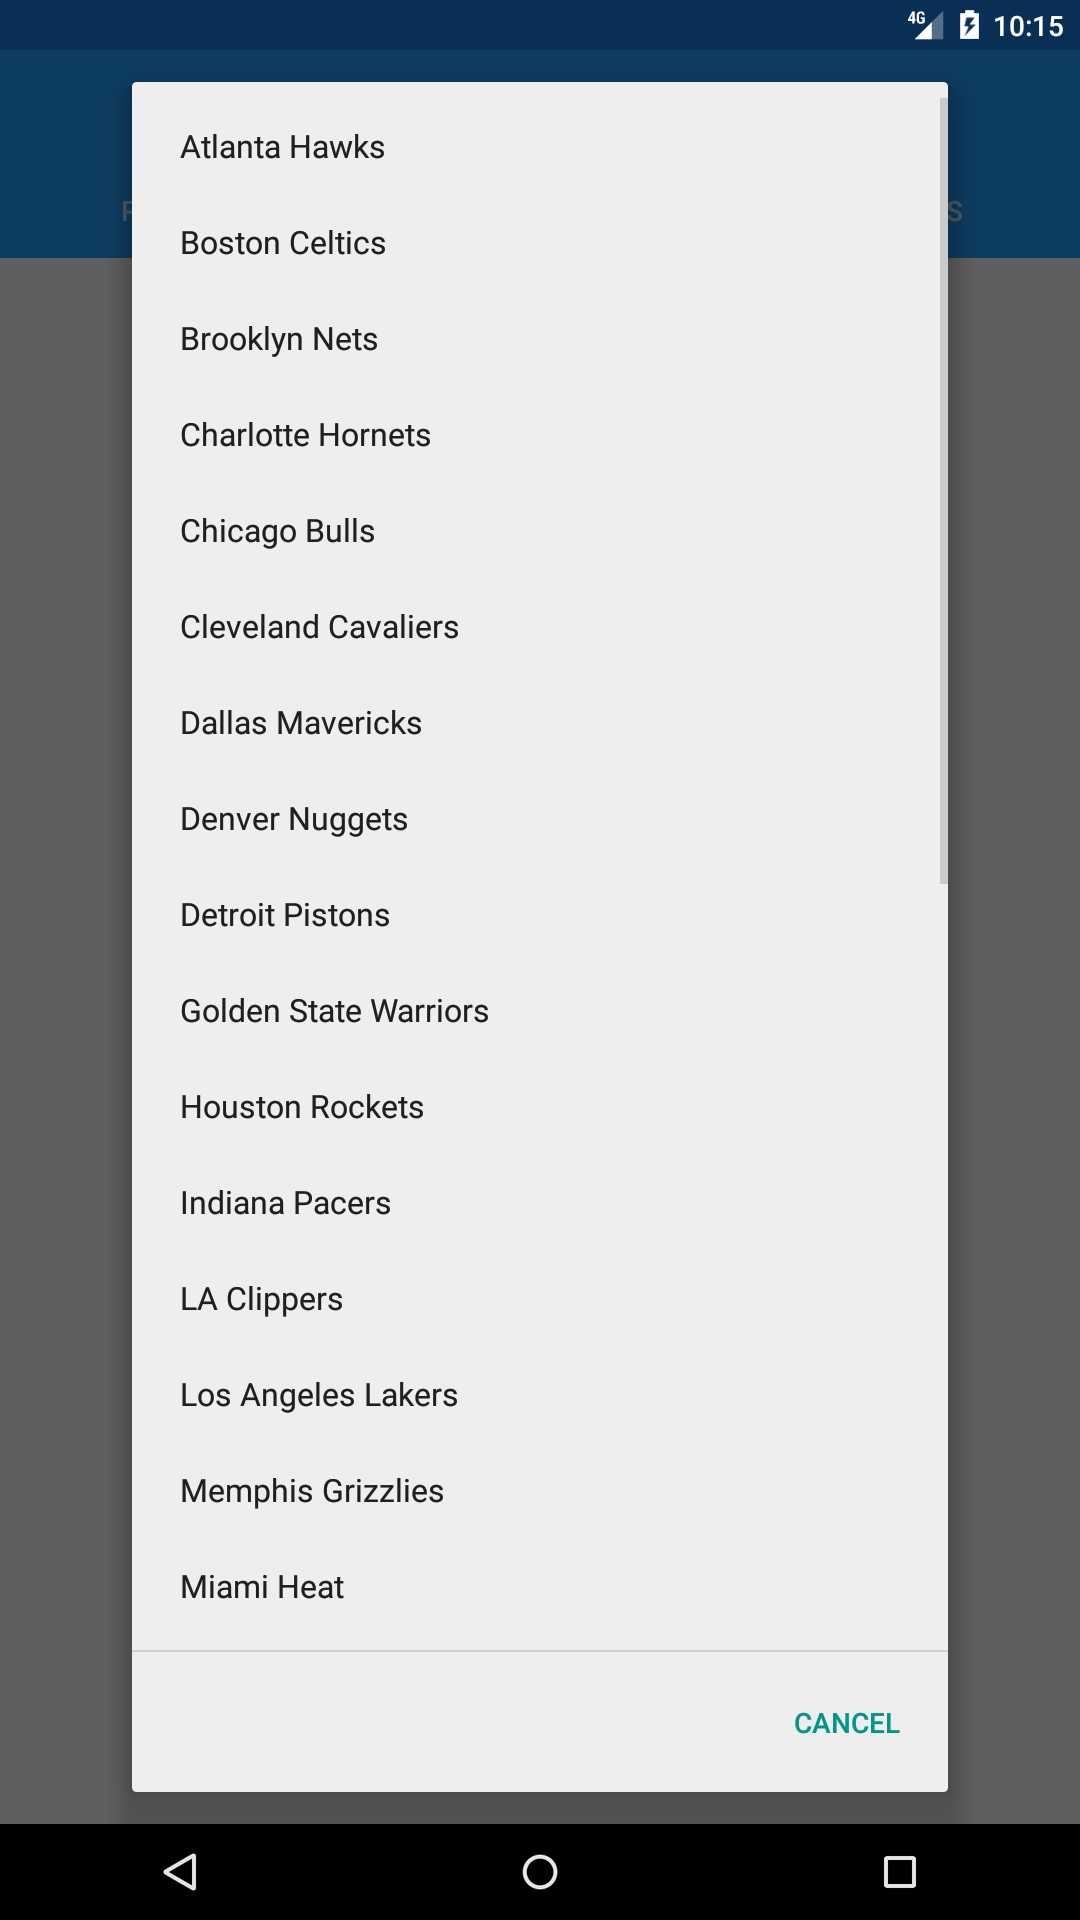 4G 10:15
Atlanta Hawks
Boston Celtics
Brooklyn Nets
Charlotte Hornets
Chicago Bulls
Cleveland Cavaliers
Dallas Mavericks
Denver Nuggets
Detroit Pistons
Golden State Warriors
Houston Rockets
Indiana Pacers
LA Clippers
Los Angeles Lakers
Memphis Grizzlies
Miami Heat
CANCEL